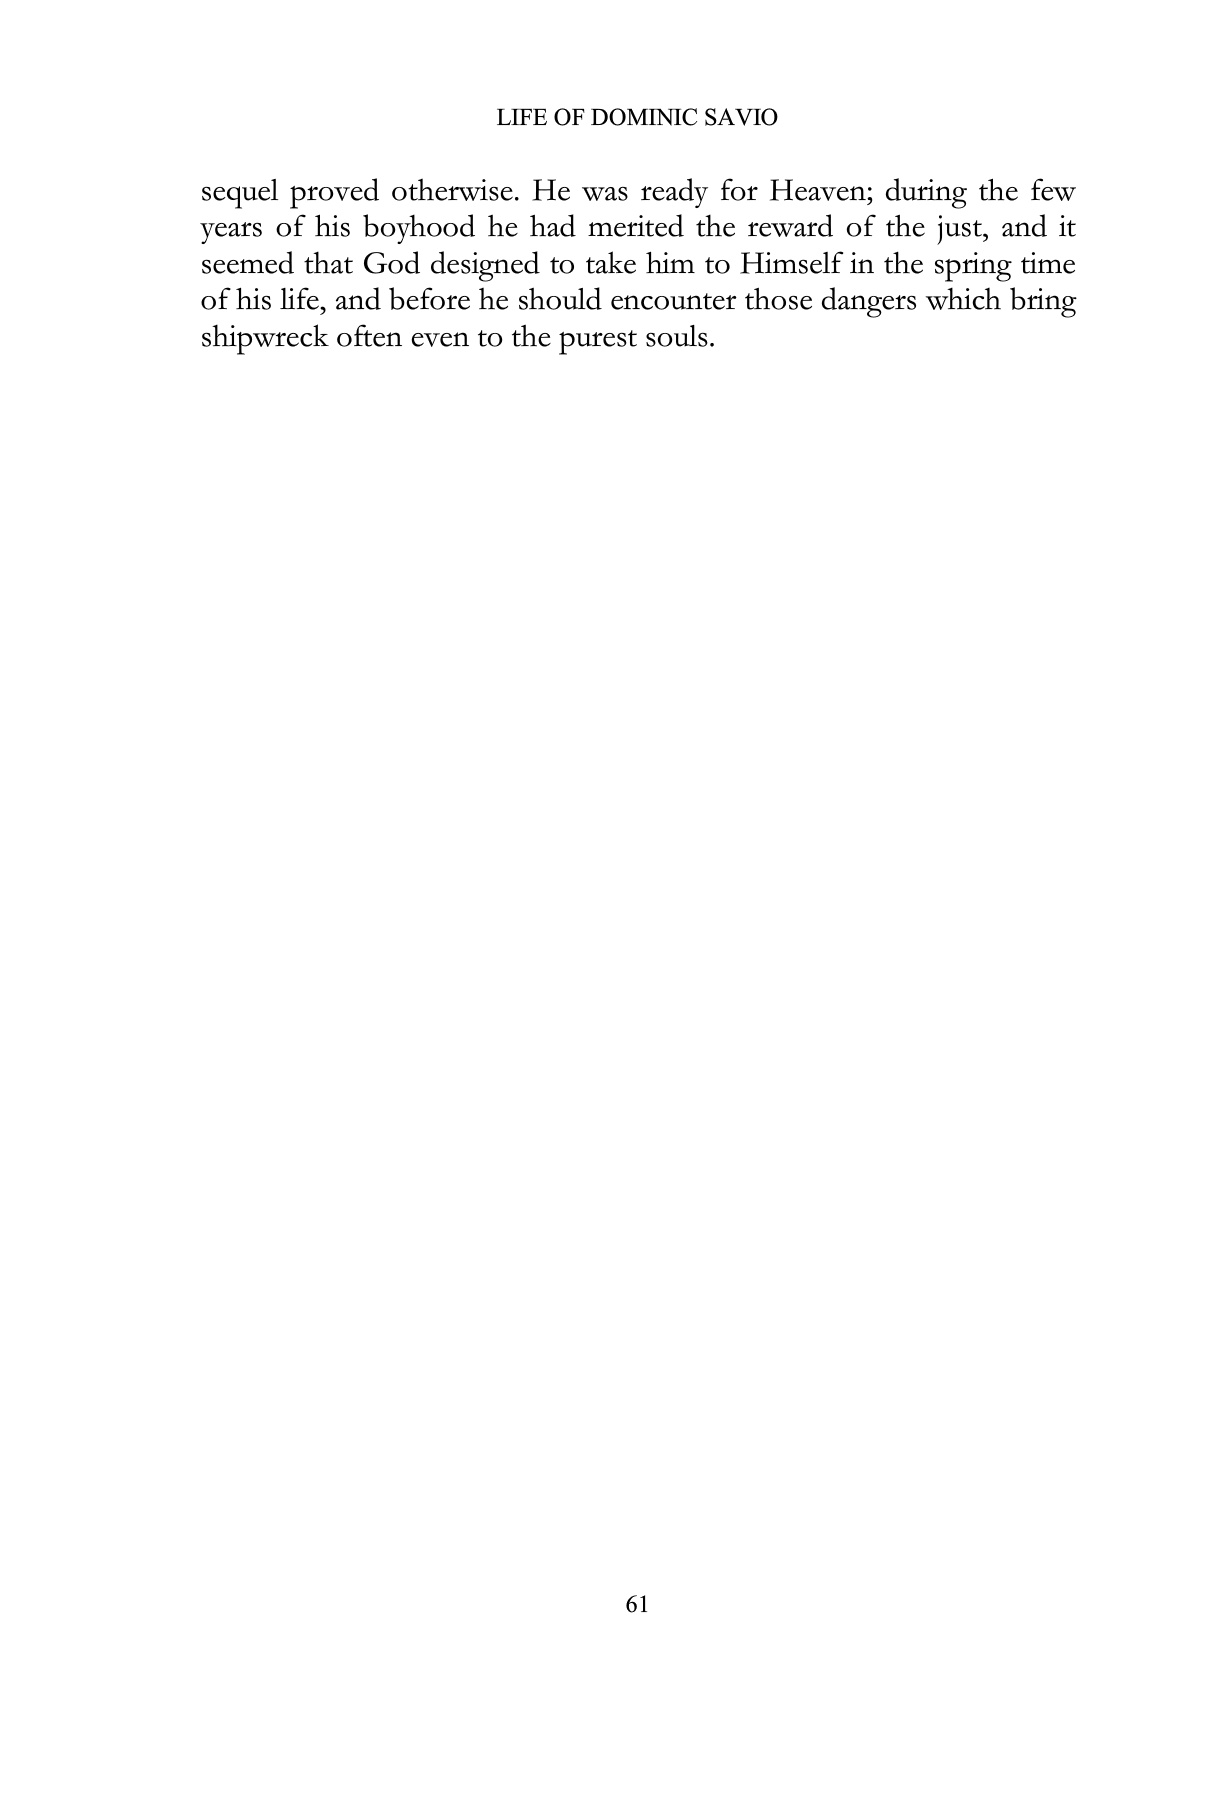 LIFE OF DOMINIC SAVIO
sequel proved otherwise. He was ready for Heaven; during the few
years of his boyhood he had merited the reward of the just, and it
seemed that God designed to take him to Himself in the spring time
of his life, and before he should encounter those dangers which bring
shipwreck often even to the purest souls.
61